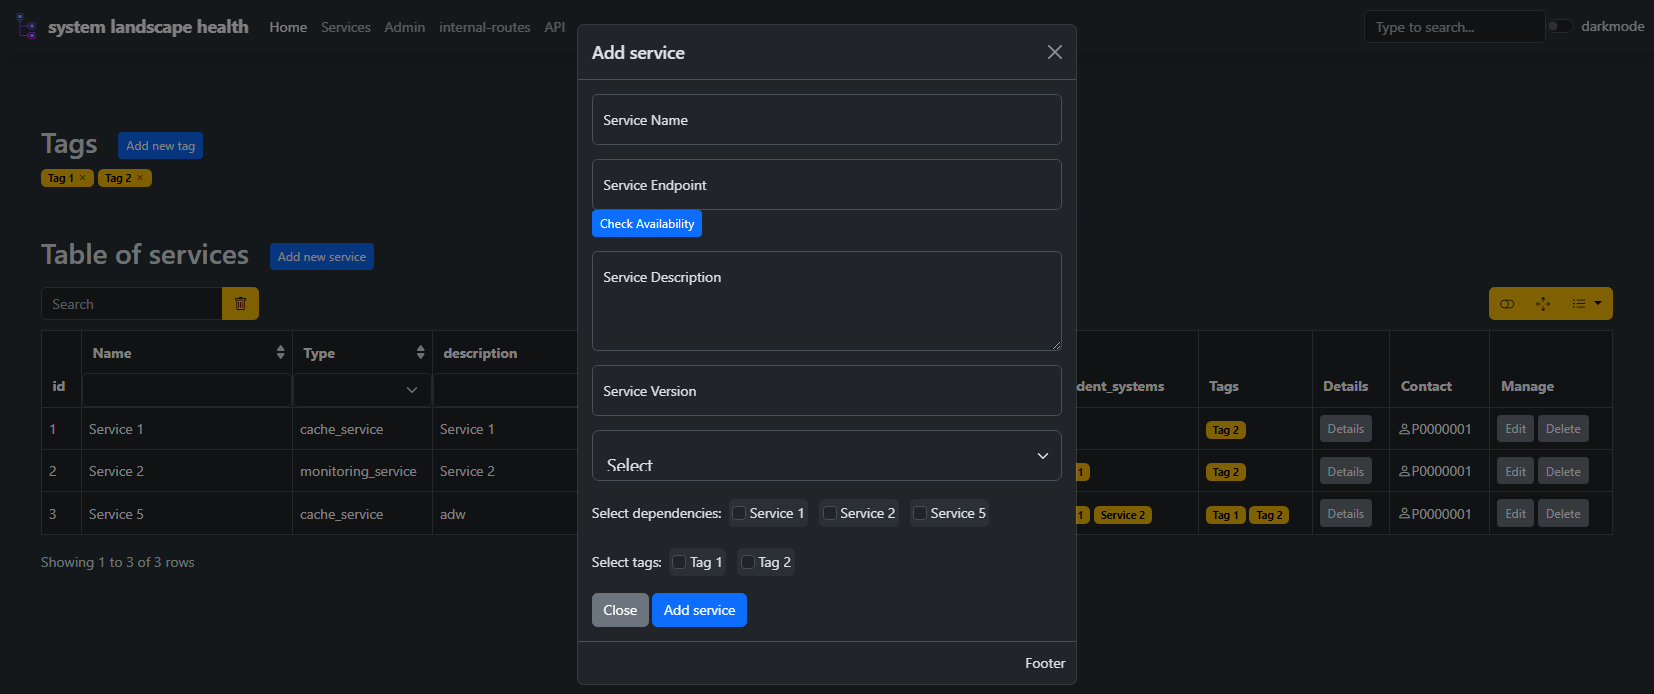 system landscape health Home Services Admin internal-routes API Type to search... darkmode
Add service
Service Name
Service Endpoint
Check Availability
Service Description
Service Version
Select
Select dependencies: Service 1 Service 2 Service 5
Select tags: Tag 1 Tag 2
Close Add service
Footer
Tags Add new tag
Tag 1 × Tag 2 ×
Table of services Add new service
Search
id Name Type description dent_systems Tags Details Contact Manage
1 Service 1 cache_service Service 1 Tag 2 Details P0000001 Edit Delete
2 Service 2 monitoring_service Service 2 1 Tag 2 Details P0000001 Edit Delete
3 Service 5 cache_service adw 1 Service 2 Tag 1 Tag 2 Details P0000001 Edit Delete
Showing 1 to 3 of 3 rows